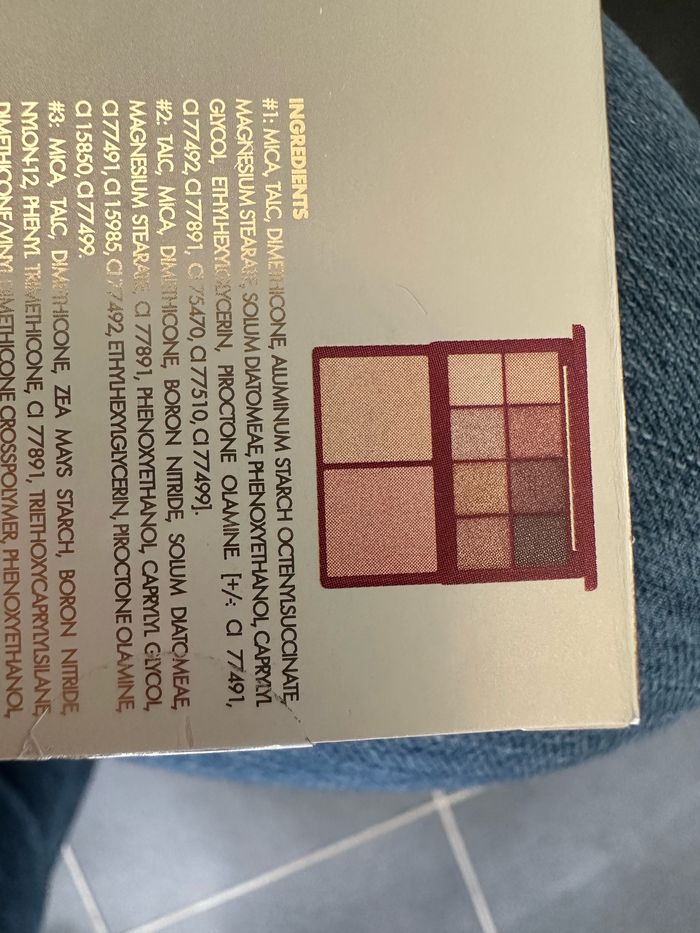 INGREDIENTS
#1: MICA, TALC, DIMETHICONE, ALUMINUM STARCH OCTENYLSUCCINATE,
MAGNESIUM STEARATE, SOLUM DIATOMEAE, PHENOXYETHANOL, CAPRYLYL
GLYCOL, ETHYLHEXYLGLYCERIN, PIROCTONE OLAMINE [+/-: CI 77491,
CI 77492, CI 77891, CI 75470, CI 77510, CI 77499].
#2: TALC, MICA, DIMETHICONE, BORON NITRIDE, SOLUM DIATOMEAE,
MAGNESIUM STEARATE, CI 77891, PHENOXYETHANOL, CAPRYLYL GLYCOL,
CI 77491, CI 15985, CI 77492, ETHYLHEXYLGLYCERIN, PIROCTONE OLAMINE,
CI 15850, CI 77499.
#3: MICA, TALC, DIMETHICONE, ZEA MAYS STARCH, BORON NITRIDE,
NYLON-12, PHENYL TRIMETHICONE, CI 77891, TRIETHOXYCAPRYLYLSILANE,
DIMETHICONE/VINYL DIMETHICONE CROSSPOLYMER, PHENOXYETHANOL,